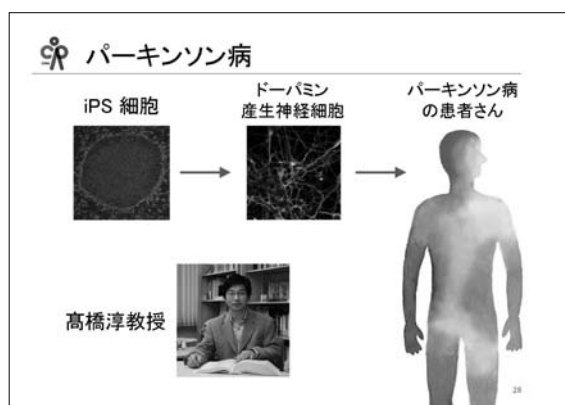 パーキンソン病
iPS 細胞
ドーパミン
産生神経細胞
パーキンソン病
の患者さん
髙橋淳教授
28